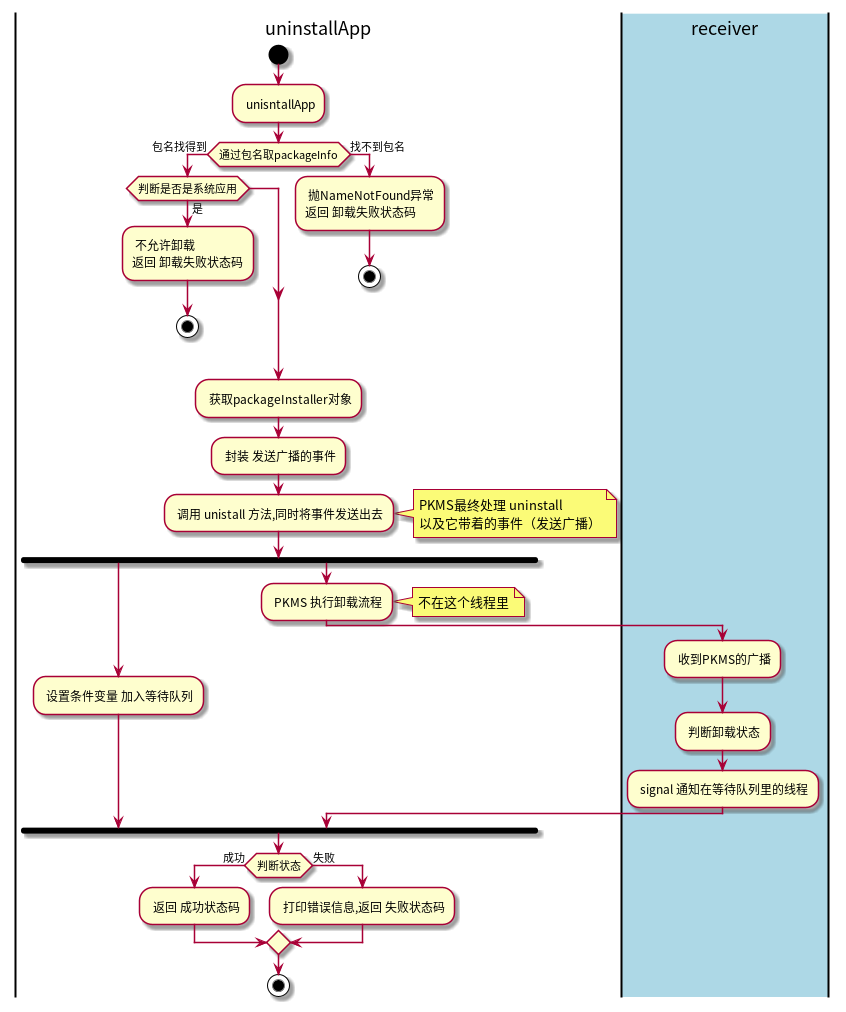 uninstallApp
receiver
unisntallApp
包名找得到
通过包名取packageInfo
找不到包名
判断是否是系统应用
是
抛NameNotFound异常
返回 卸载失败状态码
不允许卸载
返回 卸载失败状态码
获取packageInstaller对象
封装 发送广播的事件
调用 unistall 方法,同时将事件发送出去
PKMS最终处理 uninstall
以及它带着的事件（发送广播）
PKMS 执行卸载流程
不在这个线程里
收到PKMS的广播
设置条件变量 加入等待队列
判断卸载状态
signal 通知在等待队列里的线程
成功
判断状态
失败
返回 成功状态码
打印错误信息,返回 失败状态码